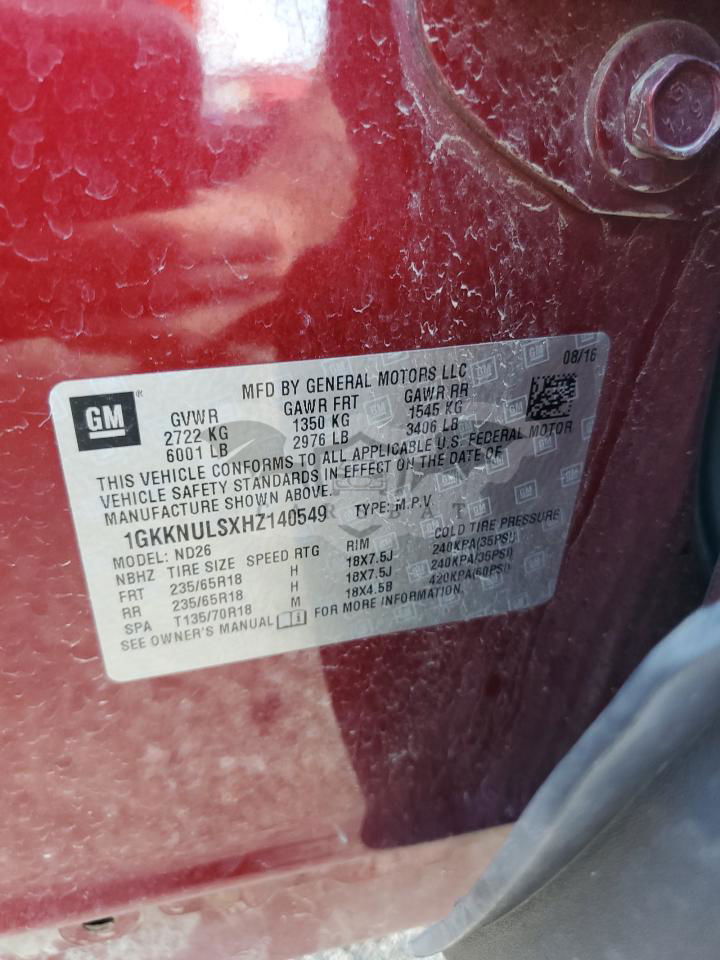 08/16
MFD BY GENERAL MOTORS LLC
GM ®
GVWR GAWR FRT GAWR RR
2722 KG 1350 KG 1545 KG
6001 LB 2976 LB 3406 LB
THIS VEHICLE CONFORMS TO ALL APPLICABLE U.S. FEDERAL MOTOR
VEHICLE SAFETY STANDARDS IN EFFECT ON THE DATE OF
MANUFACTURE SHOWN ABOVE.
1GKKNULSXHZ140549 TYPE: M.P.V.
MODEL: ND26
NBHZ TIRE SIZE SPEED RTG RIM COLD TIRE PRESSURE
FRT 235/65R18 H 18X7.5J 240KPA(35PSI)
RR 235/65R18 H 18X7.5J 240KPA(35PSI)
SPA T135/70R18 M 18X4.5B 420KPA(60PSI)
SEE OWNER'S MANUAL FOR MORE INFORMATION.